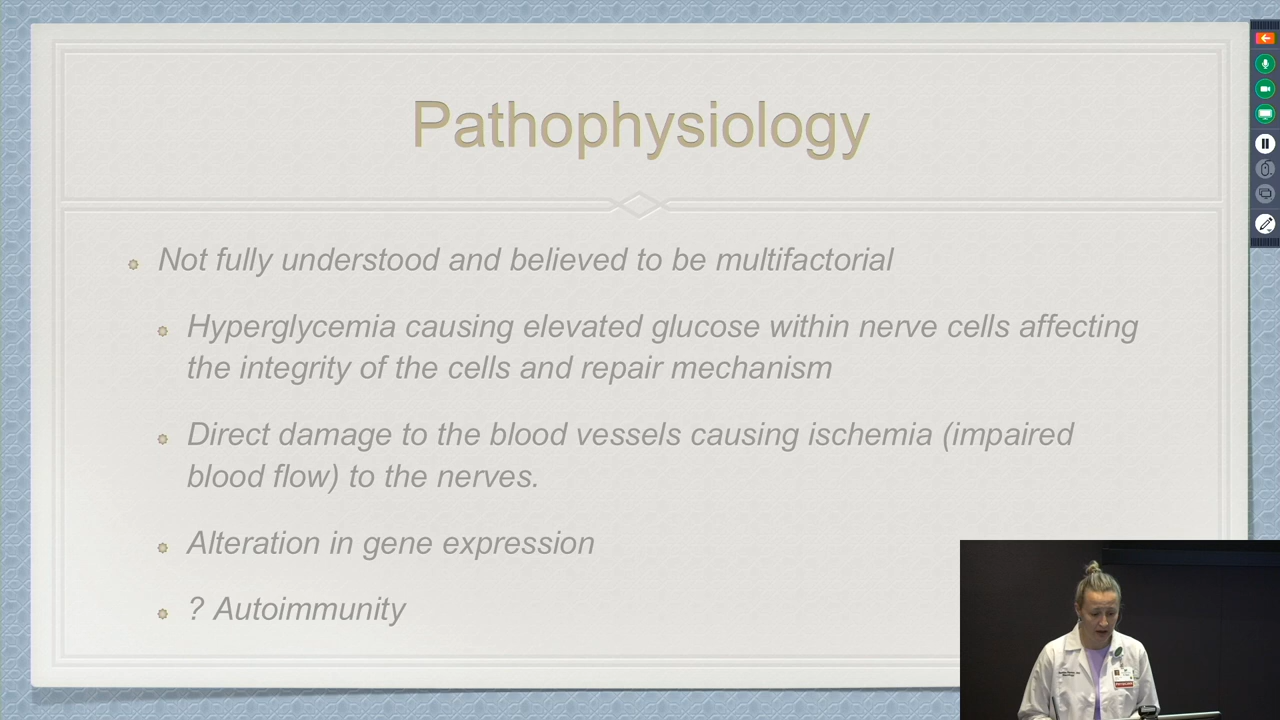 Pathophysiology
Not fully understood and believed to be multifactorial
Hyperglycemia causing elevated glucose within nerve cells affecting
the integrity of the cells and repair mechanism
Direct damage to the blood vessels causing ischemia (impaired
blood flow) to the nerves.
Alteration in gene expression
? Autoimmunity